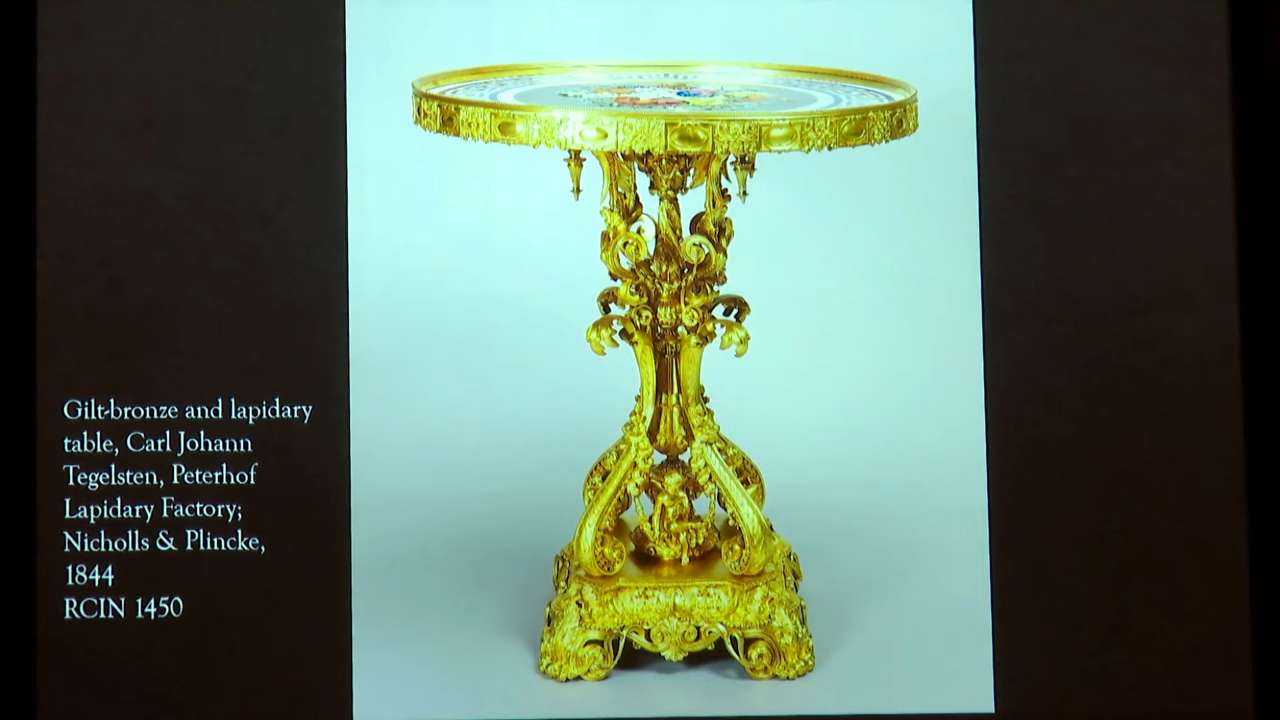 Gilt-bronze and lapidary
table, Carl Johann
Tegelsten, Peterhof
Lapidary Factory;
Nicholls & Plincke,
1844
RCIN 1450